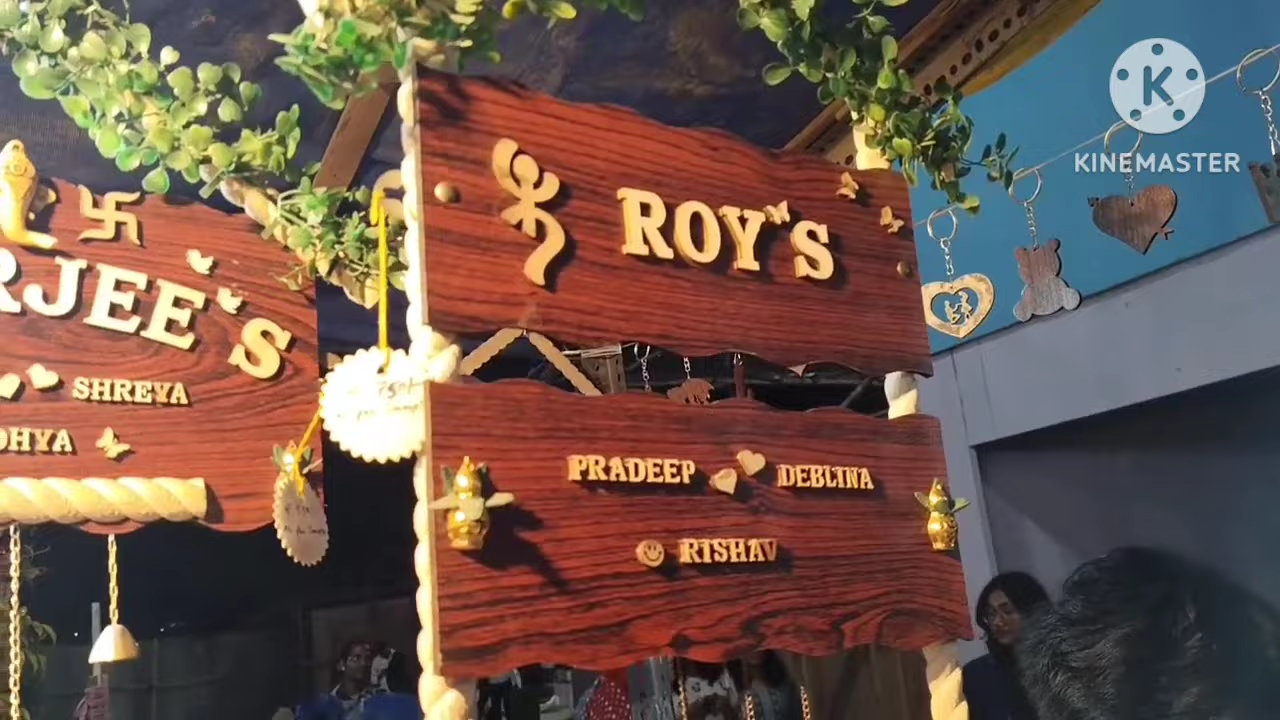 ROY'S
PRADEEP DEBLINA
RISHAV
RJEE'S
SHREYA
DHYA
K
KINEMASTER